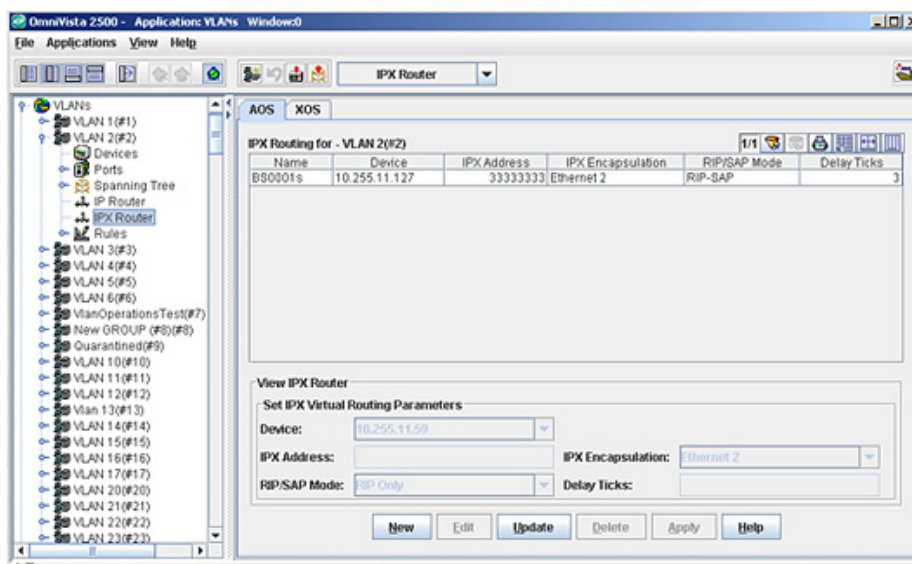 OmniVista 2500 - Application: VLANs Window:0
File Applications View Help
IPX Router
VLANs
VLAN 1(#1)
VLAN 2(#2)
Devices
Ports
Spanning Tree
IP Router
IPX Router
Rules
VLAN 3(#3)
VLAN 4(#4)
VLAN 5(#5)
VLAN 6(#6)
VlanOperationsTest(#7)
New GROUP (#8)(#8)
Quarantined(#9)
VLAN 10(#10)
VLAN 11(#11)
VLAN 12(#12)
Vlan 13(#13)
VLAN 14(#14)
VLAN 15(#15)
VLAN 16(#16)
VLAN 17(#17)
VLAN 20(#20)
VLAN 21(#21)
VLAN 22(#22)
VLAN 23(#23)
AOS XOS
IPX Routing for - VLAN 2(#2) 1/1
Name Device IPX Address IPX Encapsulation RIP/SAP Mode Delay Ticks
BS0001s 10.255.11.127 33333333 Ethernet 2 RIP-SAP 3
View IPX Router
Set IPX Virtual Routing Parameters
Device: 10.255.11.59
IPX Address: IPX Encapsulation: Ethernet 2
RIP/SAP Mode: RIP Only Delay Ticks:
New Edit Update Delete Apply Help